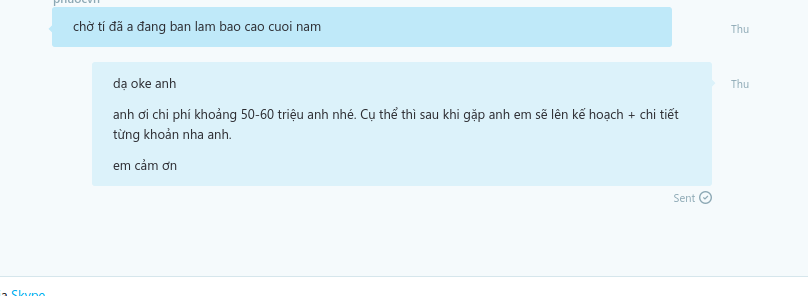 phuocvn
chờ tí đã a đang ban lam bao cao cuoi nam
Thu
dạ oke anh
Thu
anh ơi chi phí khoảng 50-60 triệu anh nhé. Cụ thể thì sau khi gặp anh em sẽ lên kế hoạch + chi tiết
từng khoản nha anh.
em cảm ơn
Sent
a Skype